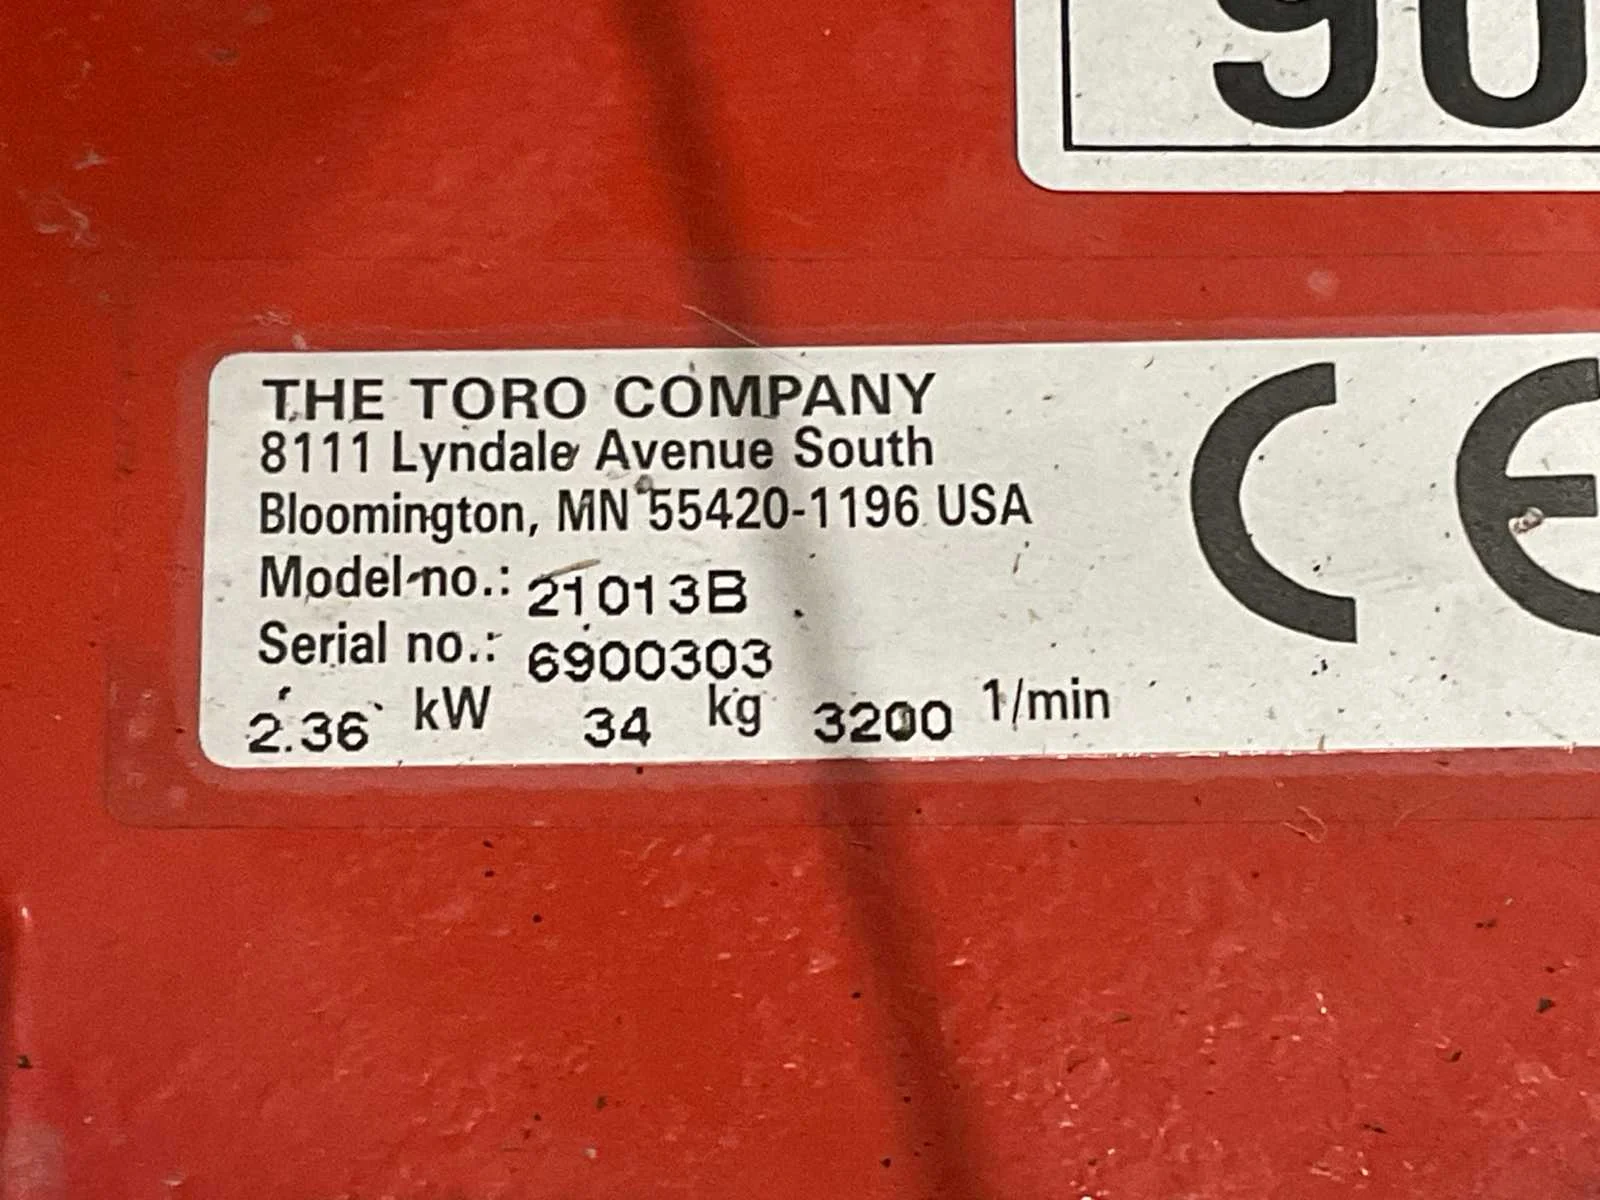 90
THE TORO COMPANY
8111 Lyndale Avenue South
Bloomington, MN 55420-1196 USA
Model no.: 21013B
Serial no.: 6900303
2.36 kW 34 kg 3200 1/min
CE